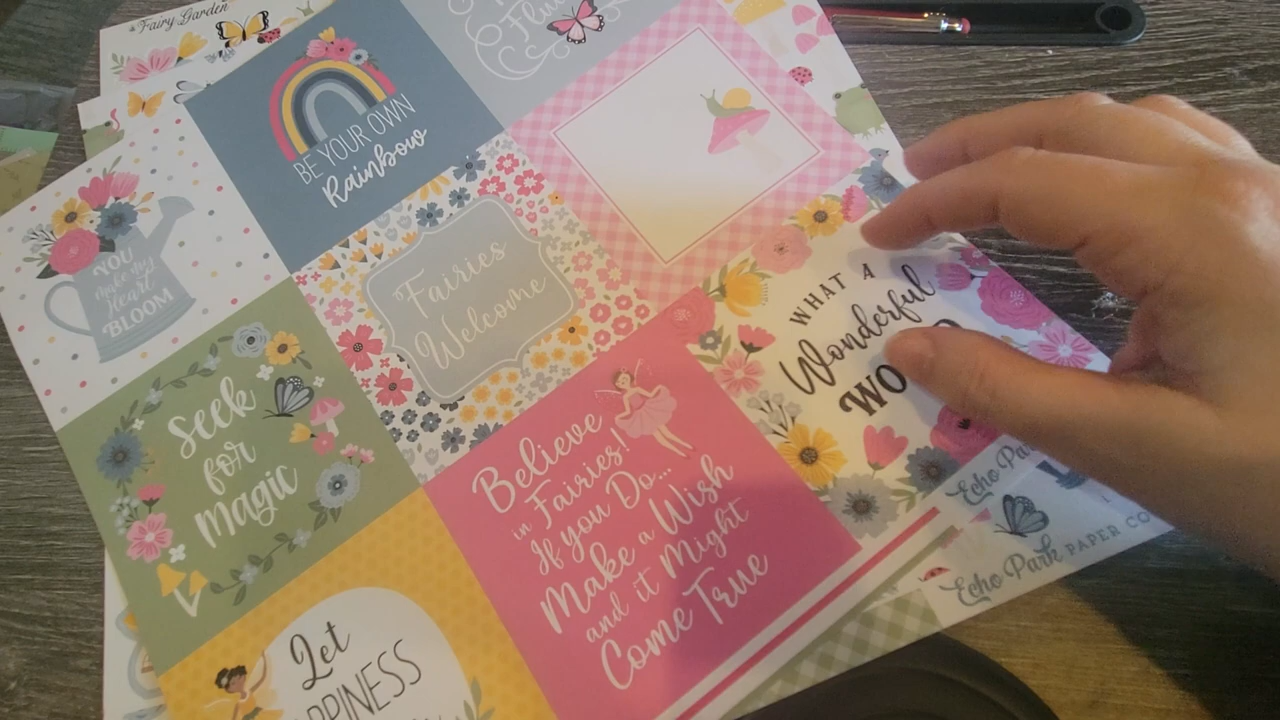 Fairy Garden
BE YOUR OWN
Rainbow
YOU
make my
Heart
BLOOM
Fairies
Welcome
WHAT A
Wonderful
Seek
for
Magic
Believe
in Fairies!
If you Do...
Make a Wish
and it Might
Come True
Let
Echo Park
Echo Park PAPER CO